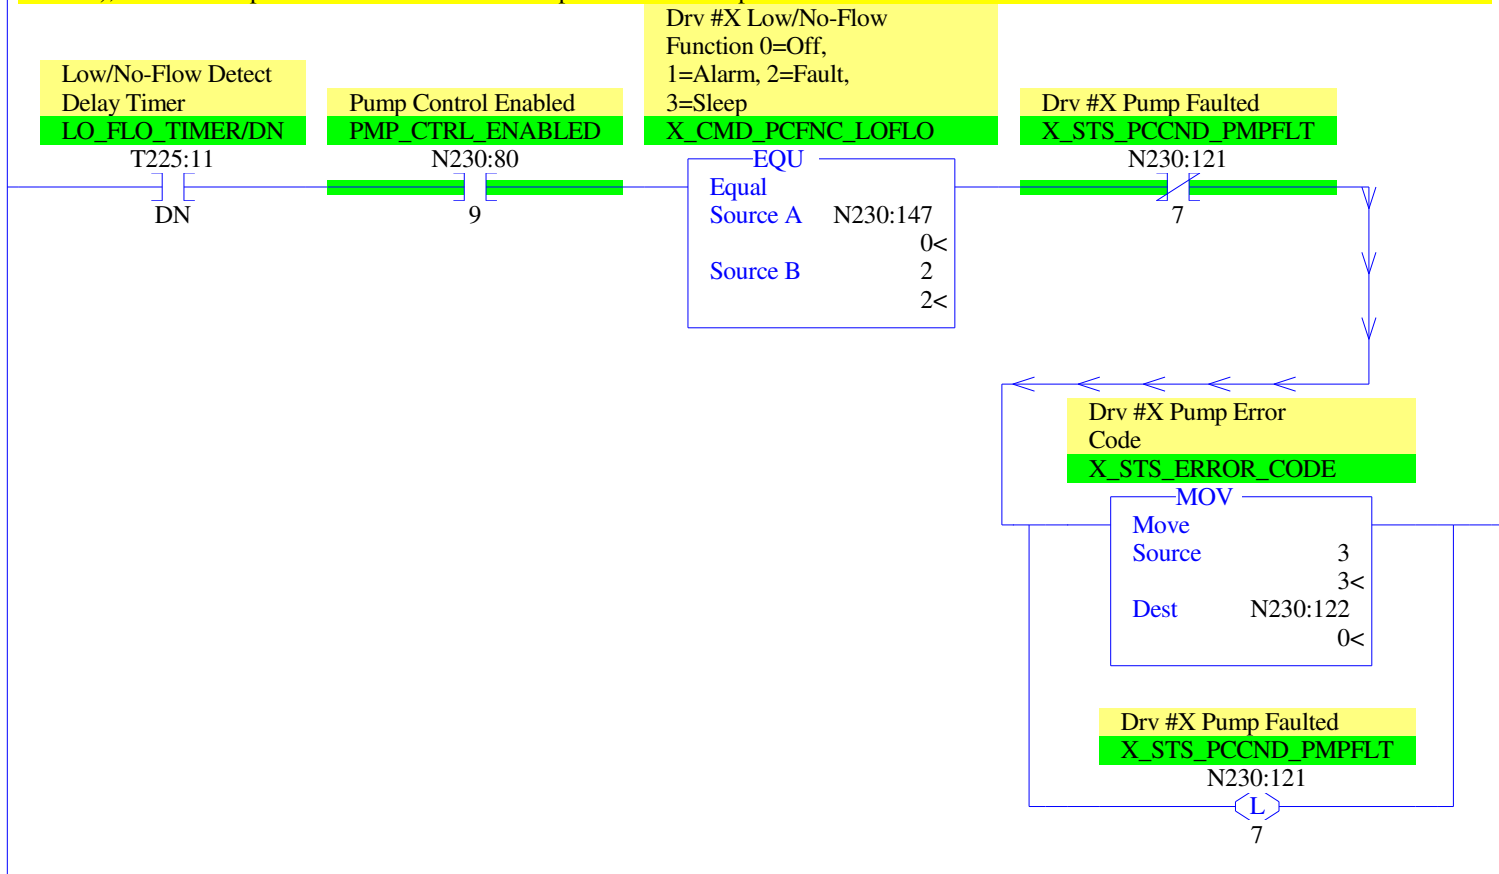 Drv #X Low/No-Flow
Function 0=Off,
1=Alarm, 2=Fault,
3=Sleep
X_CMD_PCFNC_LOFLO
Low/No-Flow Detect
Delay Timer
LO_FLO_TIMER/DN
T225:11
DN
Pump Control Enabled
PMP_CTRL_ENABLED
N230:80
9
EQU
Equal
Source A N230:147
0<
Source B 2
2<
Drv #X Pump Faulted
X_STS_PCCND_PMPFLT
N230:121
7
Drv #X Pump Error
Code
X_STS_ERROR_CODE
MOV
Move
Source 3
3<
Dest N230:122
0<
Drv #X Pump Faulted
X_STS_PCCND_PMPFLT
N230:121
L
7